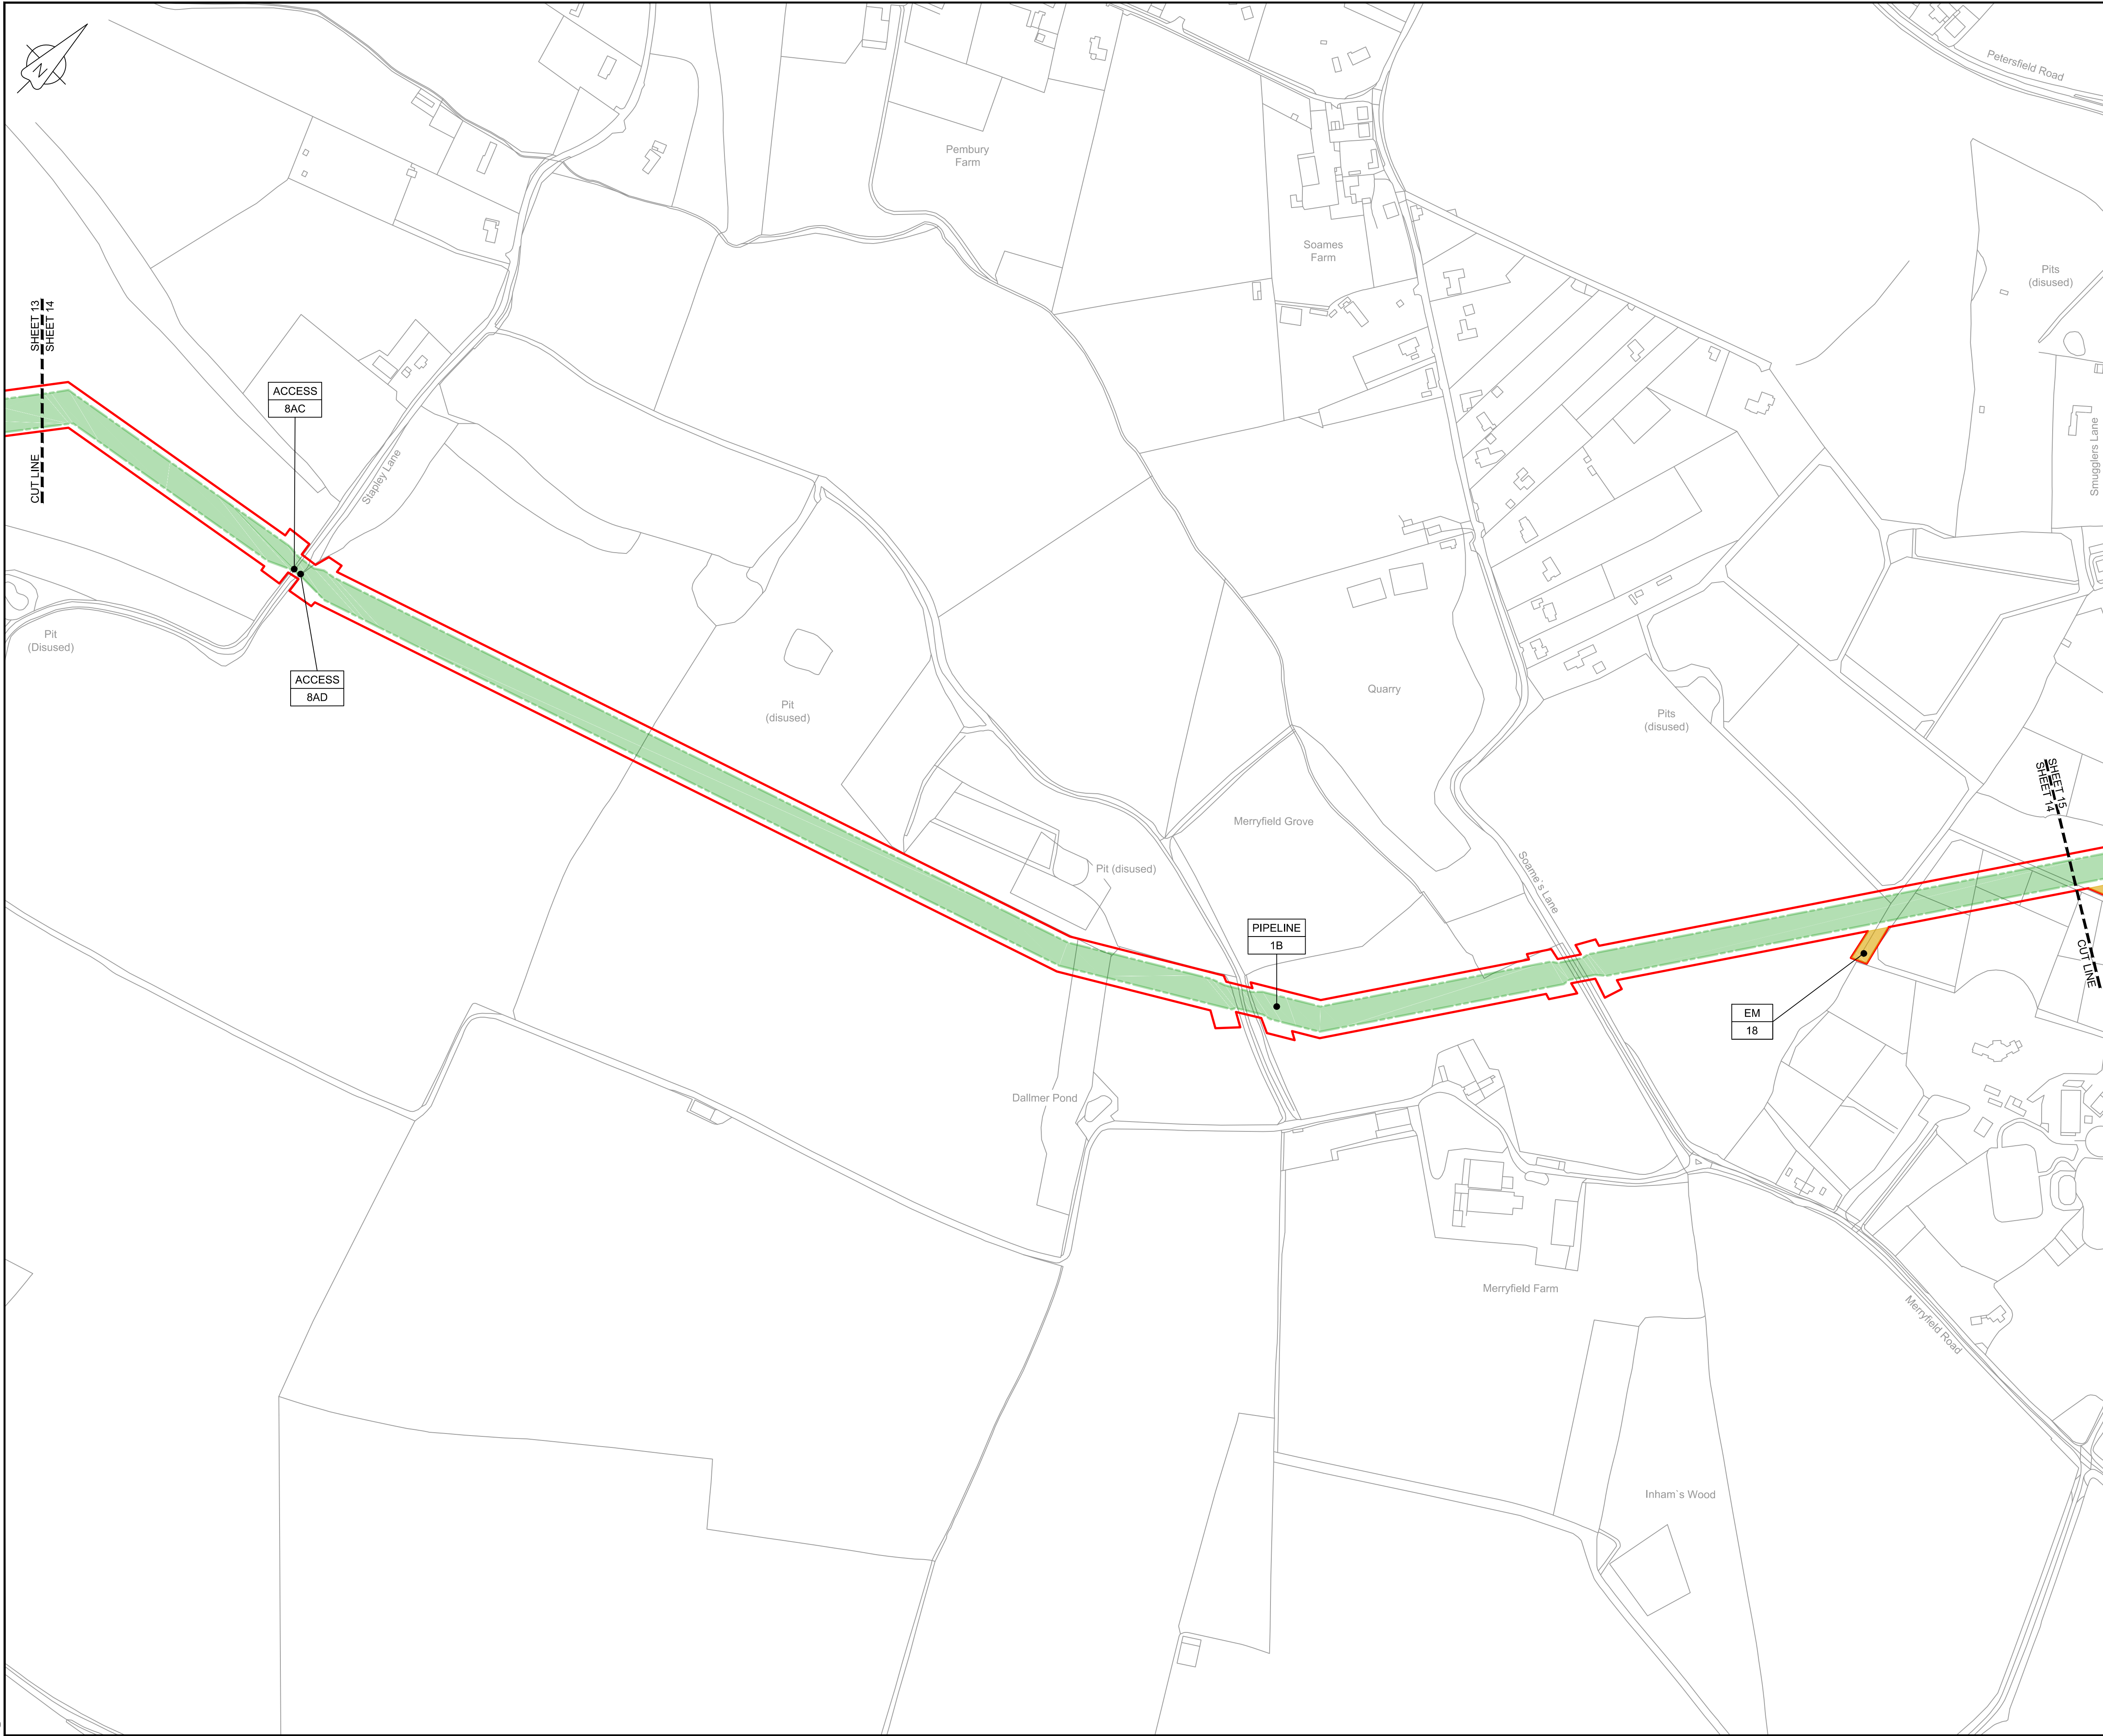 N
Petersfield Road
Pembury
Farm
Soames
Farm
Pits
(disused)
SHEET 13
SHEET 14
CUT LINE
ACCESS
8AC
Stapley Lane
Smugglers Lane
Pit
(Disused)
ACCESS
8AD
Pit
(disused)
Quarry
Pits
(disused)
SHEET 15
SHEET 14
CUT LINE
Merryfield Grove
Pit (disused)
Soame`s Lane
PIPELINE
1B
EM
18
Dallmer Pond
Merryfield Farm
Merryfield Road
Inham`s Wood